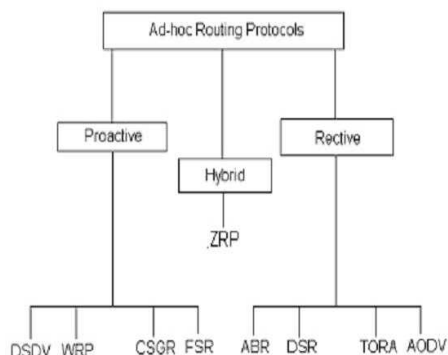 Ad-hoc Routing Protocols
Proactive
Rective
Hybrid
ZRP
DSDV WRP CSGR FSR ABR DSR TORA AODV